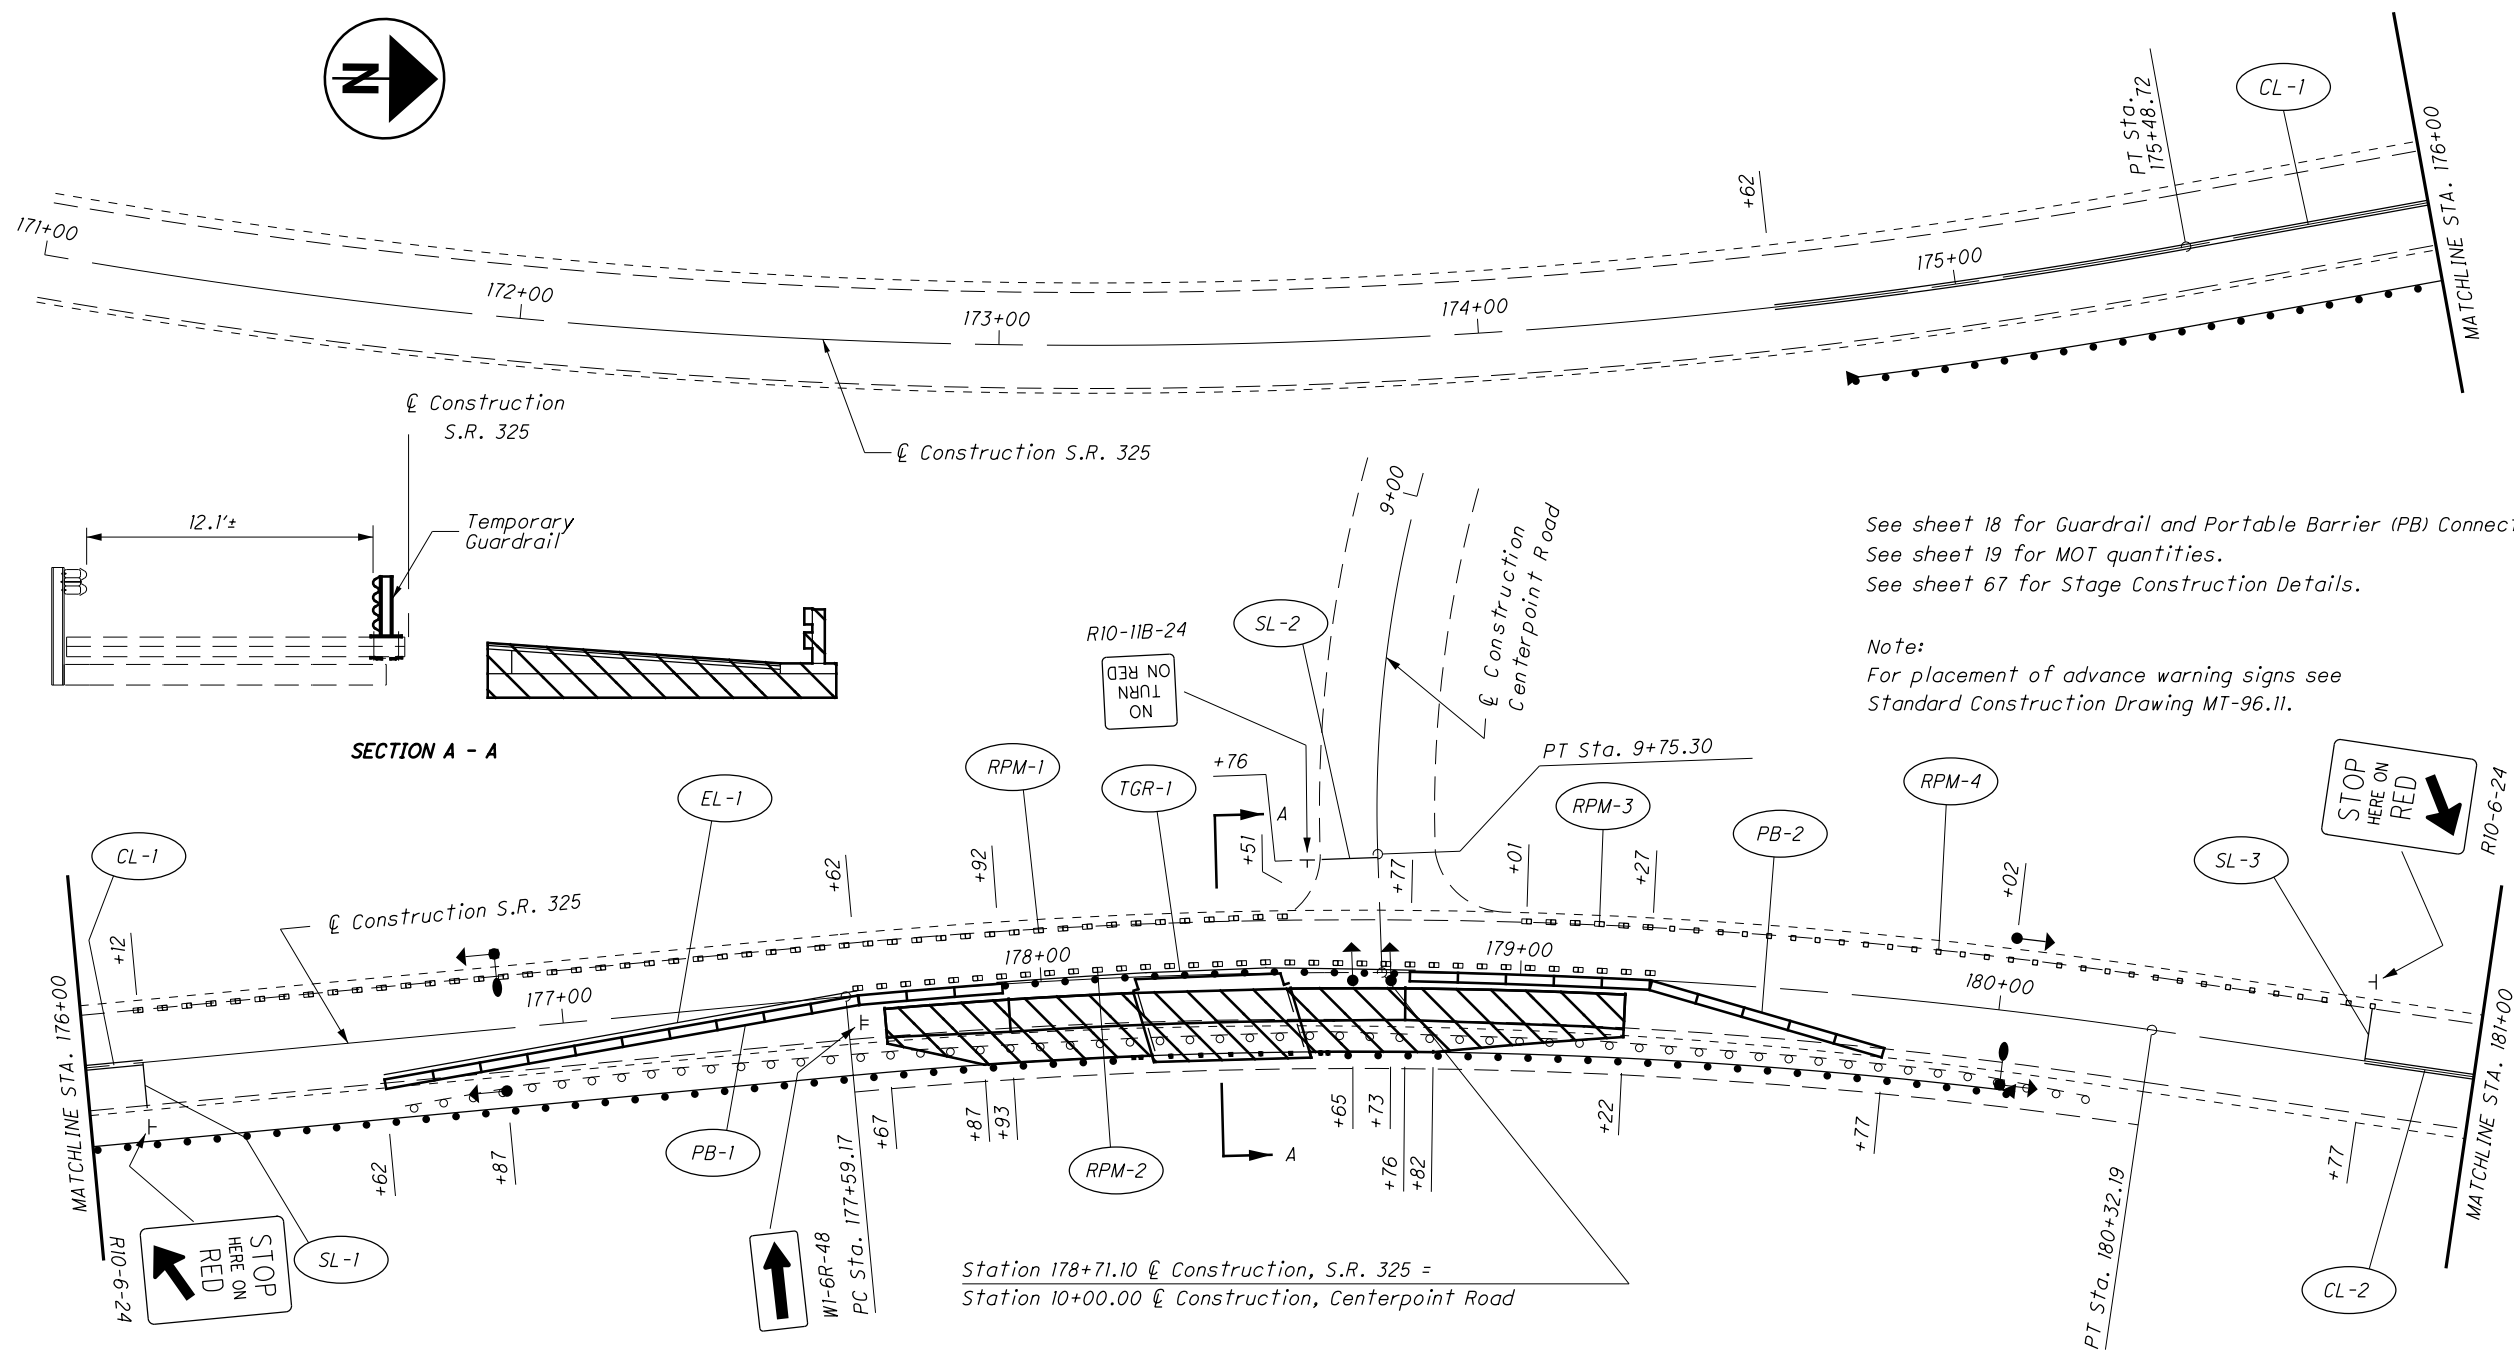 N
171+00
172+00
173+00
174+00
175+00
+62
PT Sta.
175+48.72
CL-1
MATCHLINE STA. 176+00
℄ Construction
S.R. 325
℄ Construction S.R. 325
12.1'±
Temporary
Guardrail
SECTION A - A
9+00
℄ Construction
Centerpoint Road
See sheet 18 for Guardrail and Portable Barrier (PB) Connect
See sheet 19 for MOT quantities.
See sheet 67 for Stage Construction Details.
Note:
For placement of advance warning signs see
Standard Construction Drawing MT-96.11.
R10-11B-24
NO
TURN
ON RED
SL-2
PT Sta. 9+75.30
RPM-1
TGR-1
EL-1
CL-1
+76
A
+51
RPM-3
PB-2
RPM-4
SL-3
STOP
HERE ON
RED
R10-6-24
℄ Construction S.R. 325
+12
+62
+92
+77
+01
+27
+02
177+00
178+00
179+00
180+00
MATCHLINE STA. 176+00
MATCHLINE STA. 181+00
+62
+87
PB-1
+67
+87
+93
RPM-2
A
+65
+73
+76
+82
+22
+77
+77
R10-6-24
STOP
HERE ON
RED
SL-1
W1-6R-48
PC Sta. 177+59.17
Station 178+71.10 ℄ Construction, S.R. 325 =
Station 10+00.00 ℄ Construction, Centerpoint Road
PT Sta. 180+32.19
CL-2